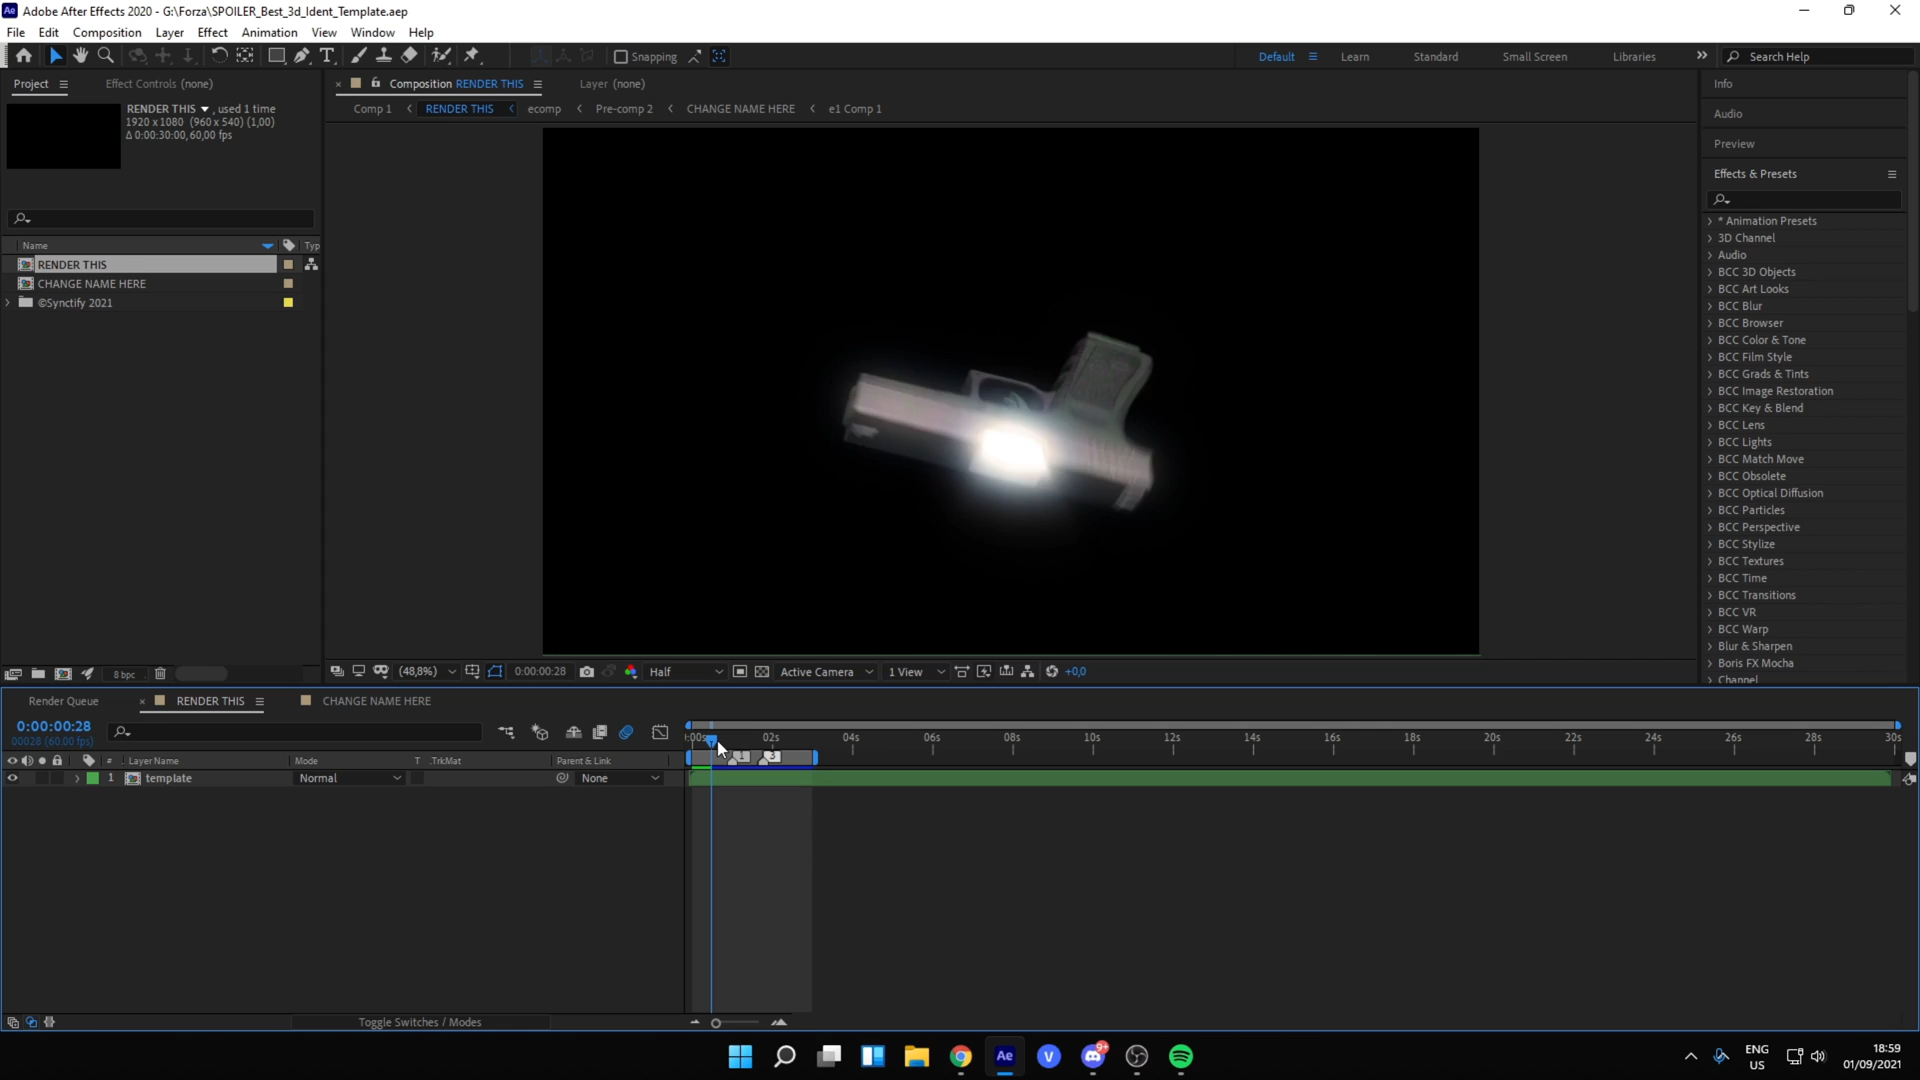 Ae Adobe After Effects 2020 - G:\Forza\SPOILER_Best_3d_Ident_Template.aep
File Edit Composition Layer Effect Animation View Window Help
Snapping
Default Learn Standard Small Screen Libraries Search Help
Project Effect Controls (none)
Composition RENDER THIS Layer (none)
Info
RENDER THIS , used 1 time
1920 x 1080 (960 x 540) (1,00)
Δ 0:00:30:00, 60,00 fps
Comp 1 RENDER THIS ecomp Pre-comp 2 CHANGE NAME HERE e1 Comp 1
Audio
Preview
Effects & Presets
Name Typ
RENDER THIS
CHANGE NAME HERE
©Synctify 2021
* Animation Presets
3D Channel
Audio
BCC 3D Objects
BCC Art Looks
BCC Blur
BCC Browser
BCC Color & Tone
BCC Film Style
BCC Grads & Tints
BCC Image Restoration
BCC Key & Blend
BCC Lens
BCC Lights
BCC Match Move
BCC Obsolete
BCC Optical Diffusion
BCC Particles
BCC Perspective
BCC Stylize
BCC Textures
BCC Time
BCC Transitions
BCC VR
BCC Warp
Blur & Sharpen
Boris FX Mocha
Channel
8 bpc
(48,8%) 0:00:00:28 Half Active Camera 1 View +0,0
Render Queue RENDER THIS CHANGE NAME HERE
0:00:00:28
00028 (60.00 fps)
:00s 02s 04s 06s 08s 10s 12s 14s 16s 18s 20s 22s 24s 26s 28s 30s
# Layer Name Mode T .TrkMat Parent & Link
1 3
1 template Normal None
Toggle Switches / Modes
Ae V 9+
ENG
US
18:59
01/09/2021